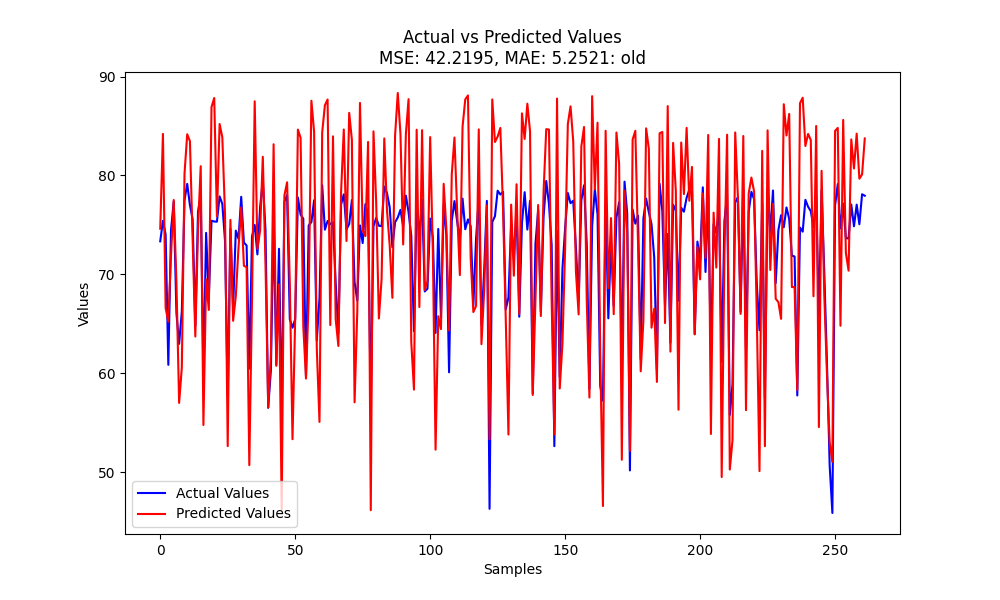 Actual vs Predicted Values
MSE: 42.2195, MAE: 5.2521: old
90
80
70
60
50
Values
Actual Values
Predicted Values
0
50
100
150
200
250
Samples